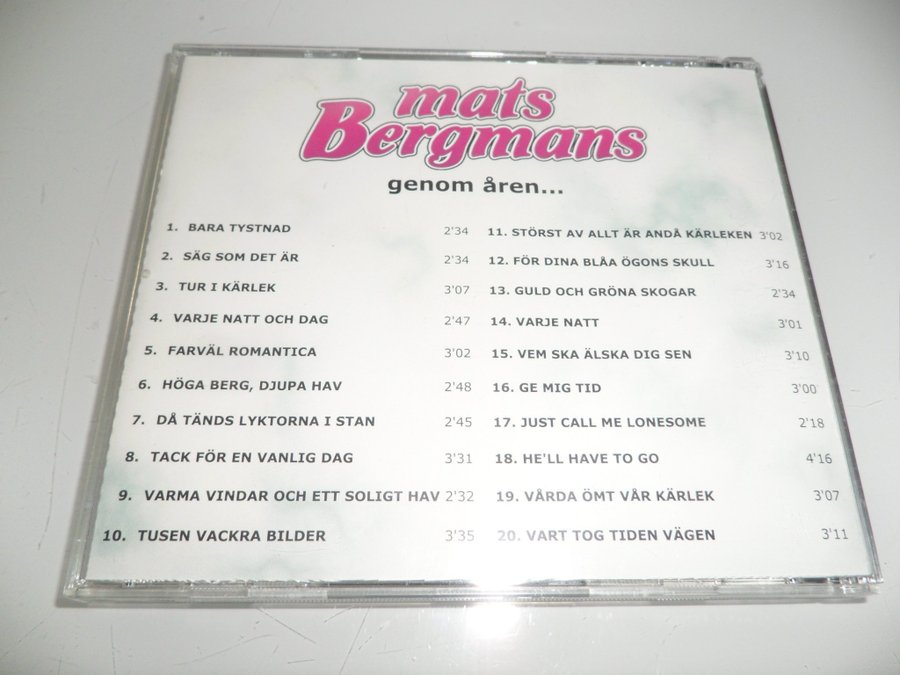 mats
Bergmans
genom åren...
1. BARA TYSTNAD 2'34
2. SÄG SOM DET ÄR 2'34
3. TUR I KÄRLEK 3'07
4. VARJE NATT OCH DAG 2'47
5. FARVÄL ROMANTICA 3'02
6. HÖGA BERG, DJUPA HAV 2'48
7. DÅ TÄNDS LYKTORNA I STAN 2'45
8. TACK FÖR EN VANLIG DAG 3'31
9. VARMA VINDAR OCH ETT SOLIGT HAV 2'32
10. TUSEN VACKRA BILDER 3'35
11. STÖRST AV ALLT ÄR ANDÅ KÄRLEKEN 3'02
12. FÖR DINA BLÅA ÖGONS SKULL 3'16
13. GULD OCH GRÖNA SKOGAR 2'34
14. VARJE NATT 3'01
15. VEM SKA ÄLSKA DIG SEN 3'10
16. GE MIG TID 3'00
17. JUST CALL ME LONESOME 2'18
18. HE'LL HAVE TO GO 4'16
19. VÅRDA ÖMT VÅR KÄRLEK 3'07
20. VART TOG TIDEN VÄGEN 3'11